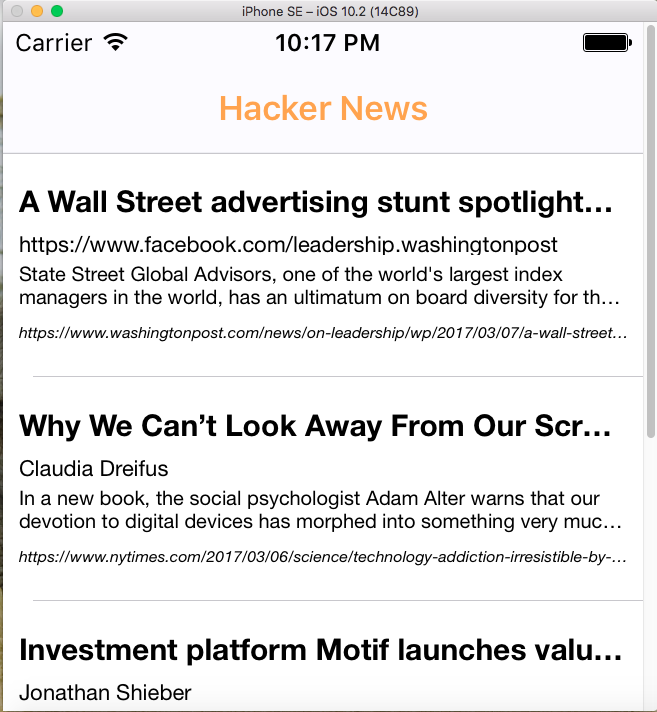 iPhone SE – iOS 10.2 (14C89)
Carrier 10:17 PM
Hacker News
A Wall Street advertising stunt spotlight...
https://www.facebook.com/leadership.washingtonpost
State Street Global Advisors, one of the world's largest index
managers in the world, has an ultimatum on board diversity for th...
https://www.washingtonpost.com/news/on-leadership/wp/2017/03/07/a-wall-street...
Why We Can’t Look Away From Our Scr...
Claudia Dreifus
In a new book, the social psychologist Adam Alter warns that our
devotion to digital devices has morphed into something very muc...
https://www.nytimes.com/2017/03/06/science/technology-addiction-irresistible-by-...
Investment platform Motif launches valu...
Jonathan Shieber